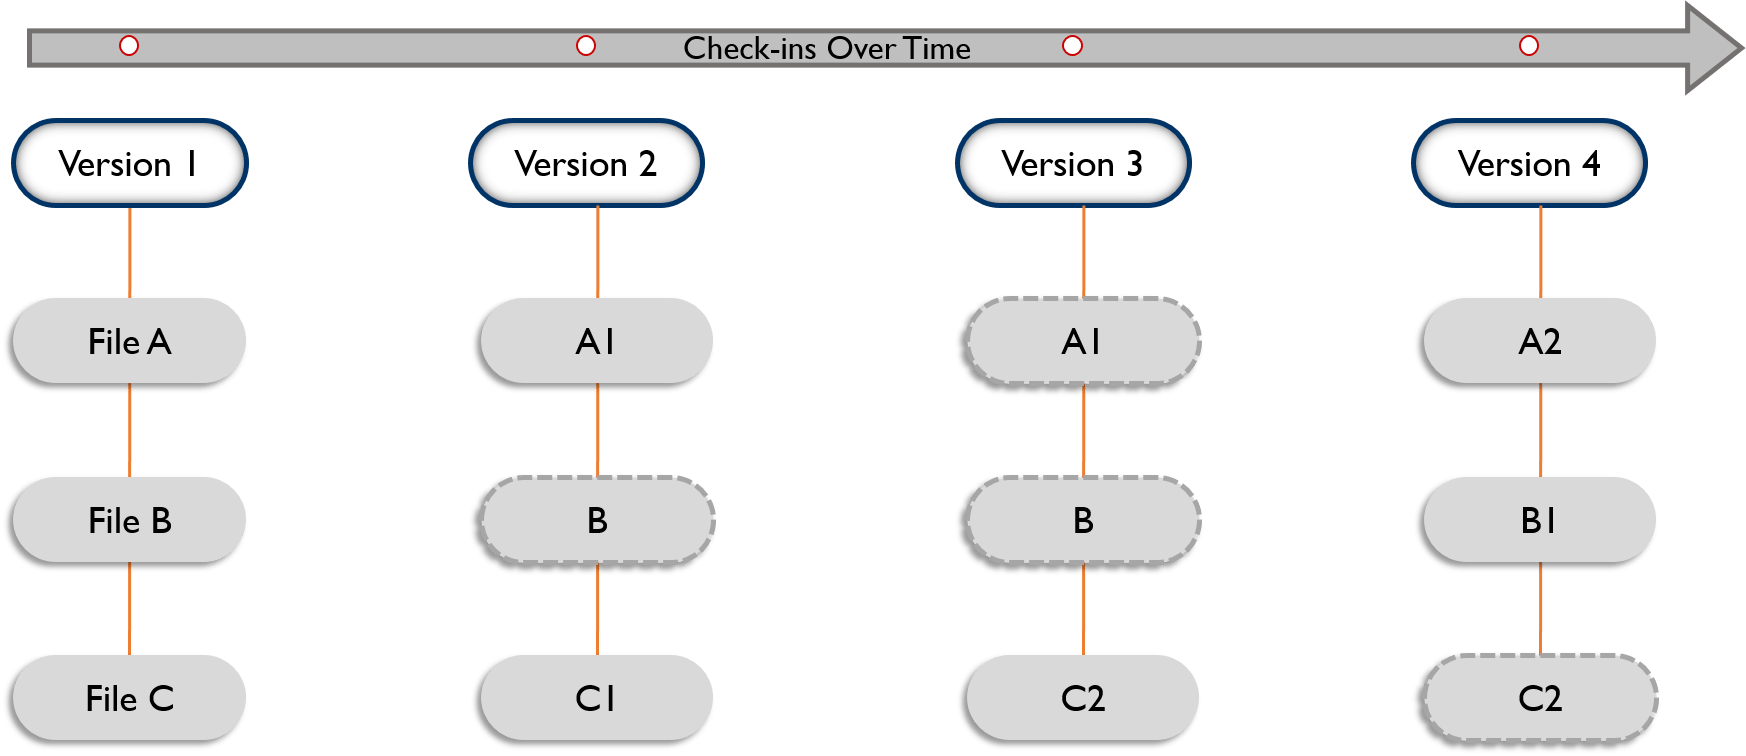 Check-ins Over Time
Version 1
Version 2
Version 3
Version 4
File A
A1
A1
A2
File B
B
B
B1
File C
C1
C2
C2